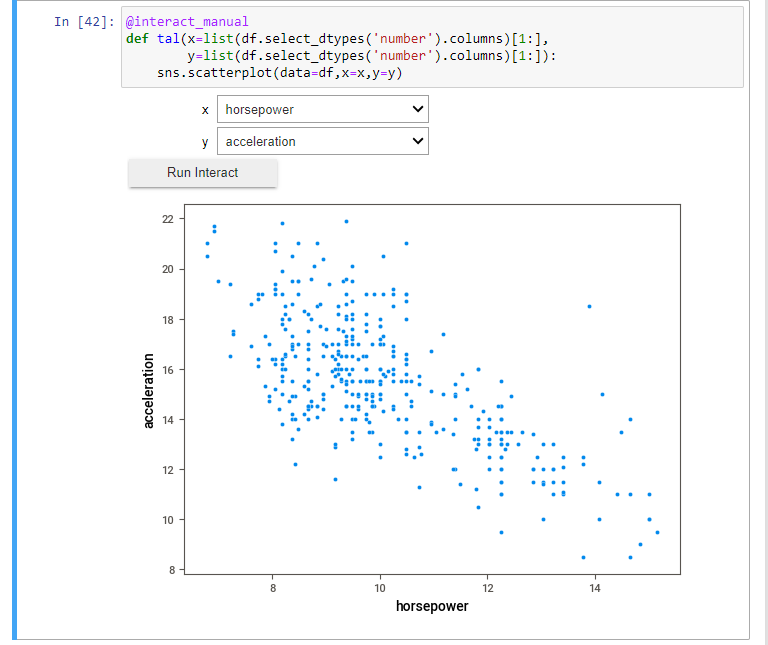 In [42]: @interact_manual
def tal(x=list(df.select_dtypes('number').columns)[1:],
y=list(df.select_dtypes('number').columns)[1:]):
sns.scatterplot(data=df,x=x,y=y)
x horsepower
y acceleration
Run Interact
22
20
18
16
14
12
10
8
acceleration
8 10 12 14
horsepower